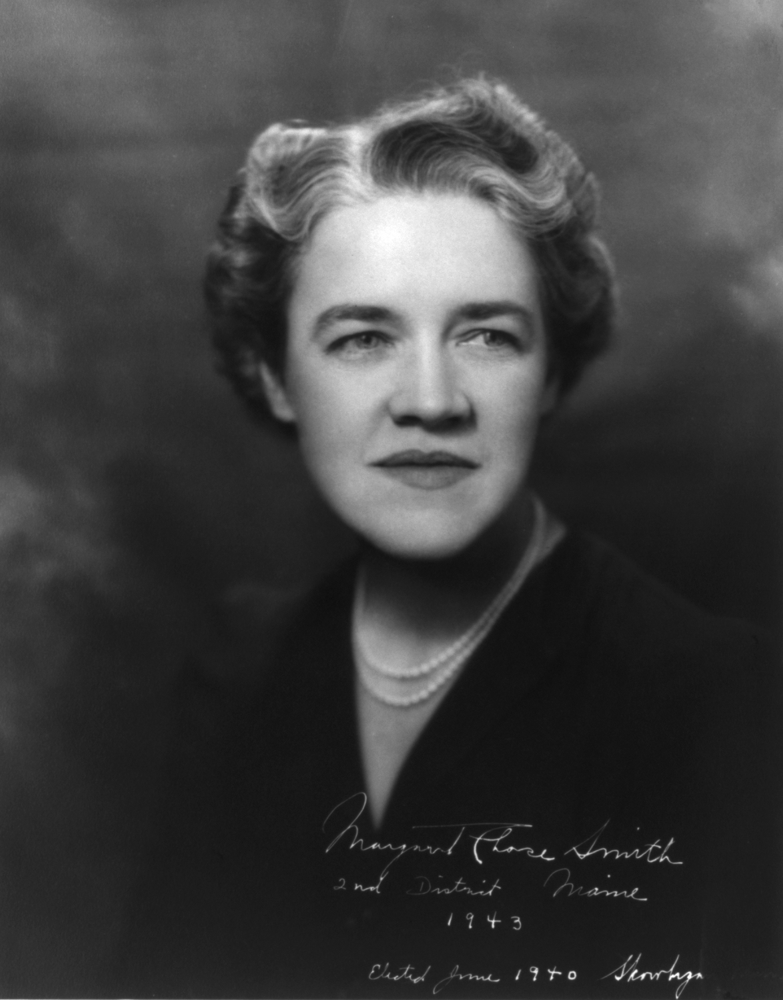 Margaret Chase Smith
2nd District Maine
1943
Elected June 1940 Skowhegan